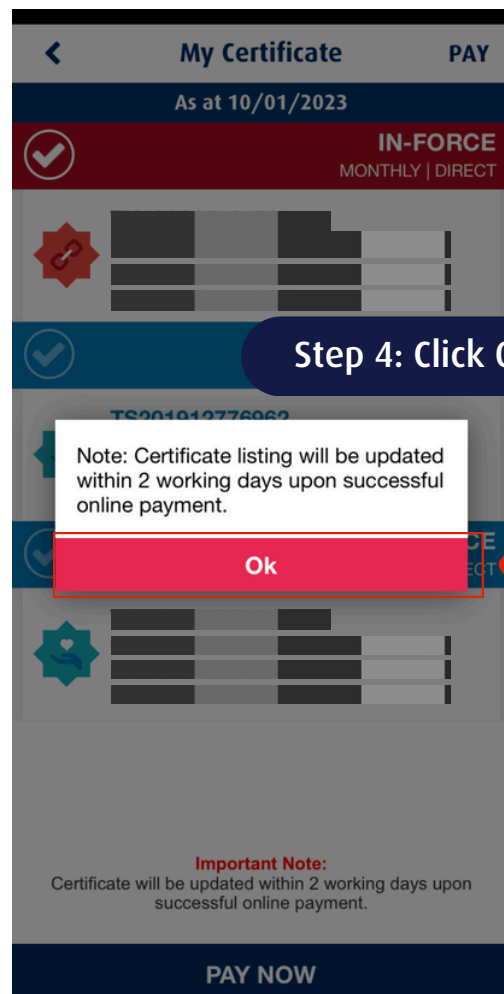 My Certificate PAY
As at 10/01/2023
IN-FORCE
MONTHLY | DIRECT
Step 4: Click
TS201912776962
Note: Certificate listing will be updated
within 2 working days upon successful
online payment.
Ok
Important Note:
Certificate will be updated within 2 working days upon
successful online payment.
PAY NOW